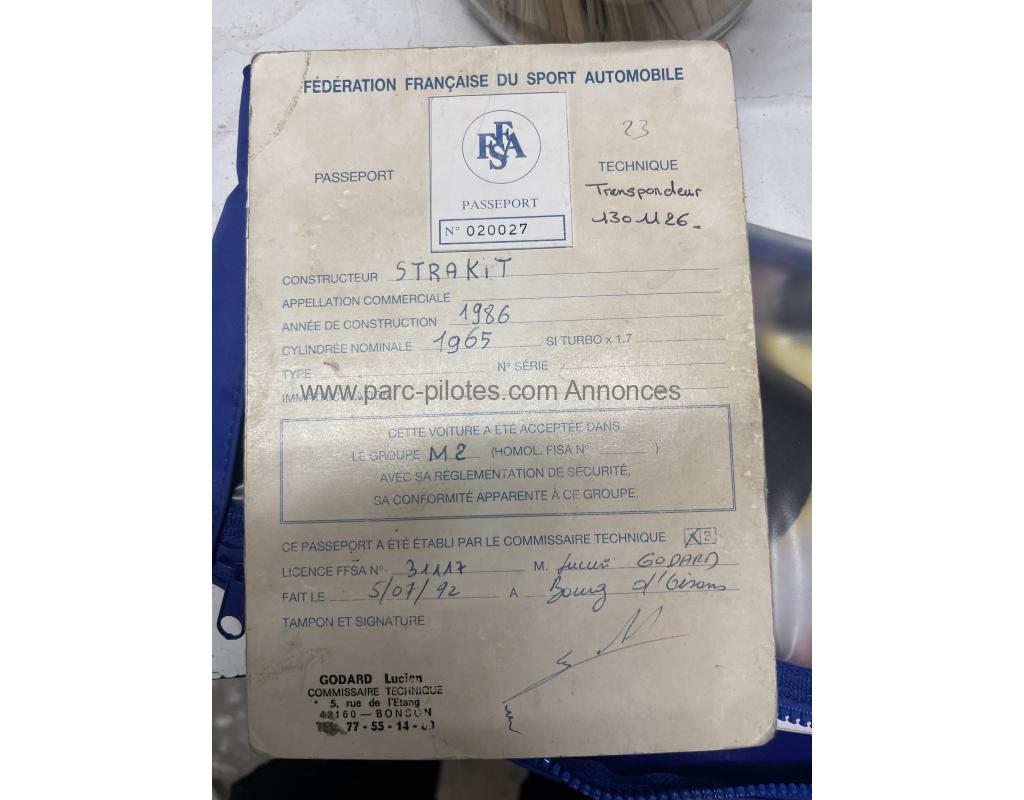 FÉDÉRATION FRANÇAISE DU SPORT AUTOMOBILE
FFSA
23
PASSEPORT
TECHNIQUE
PASSEPORT
N° 020027
Transpondeur
1301126.
CONSTRUCTEUR STRAKIT
APPELLATION COMMERCIALE
ANNÉE DE CONSTRUCTION 1986
CYLINDRÉE NOMINALE 1965 SI TURBO x 1.7
TYPE N° SÉRIE
www.parc-pilotes.com Annonces
CETTE VOITURE A ÉTÉ ACCEPTÉE DANS
LE GROUPE M2 (HOMOL. FISA N° )
AVEC SA RÉGLEMENTATION DE SÉCURITÉ,
SA CONFORMITÉ APPARENTE À CE GROUPE.
CE PASSEPORT A ÉTÉ ÉTABLI PAR LE COMMISSAIRE TECHNIQUE B
LICENCE FFSA N° 31117 M. Lucien GODARD
FAIT LE 5/07/92 A Bourg d'Oisans
TAMPON ET SIGNATURE
GODARD Lucien
COMMISSAIRE TECHNIQUE
5, rue de l'Etang
42160 — BONSON
77 - 55 - 14 -